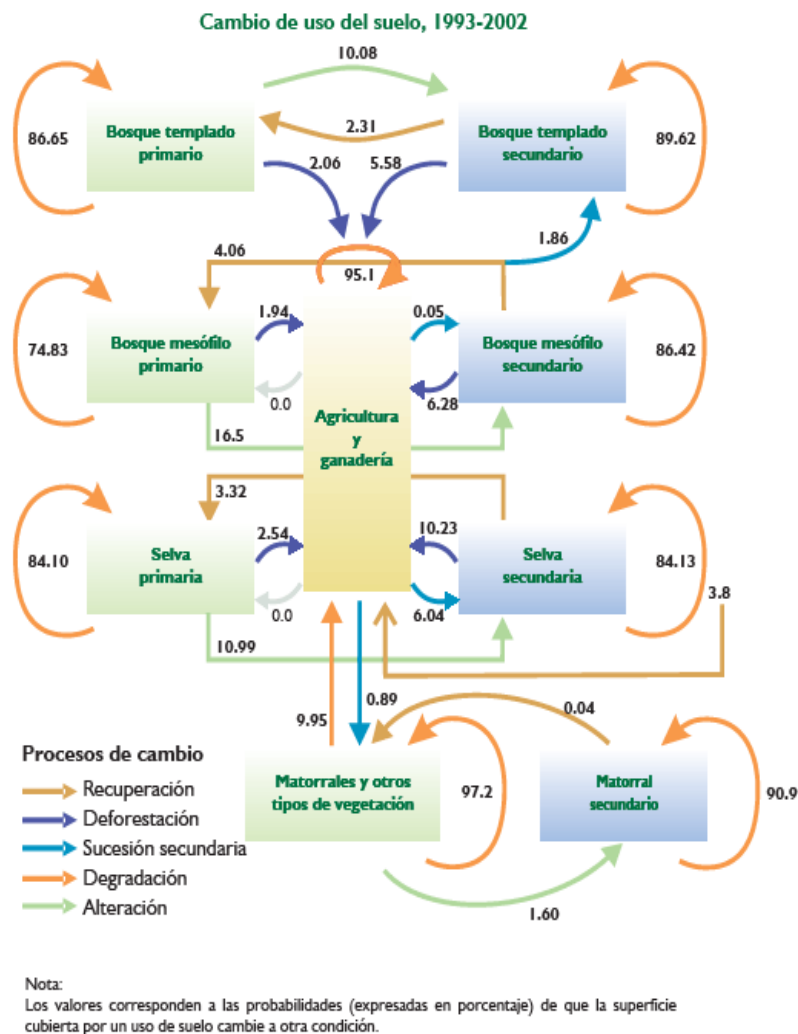 Cambio de uso del suelo, 1993-2002
10.08
86.65
Bosque templado
primario
2.31
Bosque templado
secundario
89.62
2.06
5.58
4.06
1.86
95.1
74.83
Bosque mesófilo
primario
1.94
0.05
Bosque mesófilo
secundario
86.42
0.0
6.28
Agricultura
y
ganadería
16.5
3.32
84.10
Selva
primaria
2.54
10.23
Selva
secundaria
84.13
0.0
6.04
3.8
10.99
0.89
9.95
0.04
Procesos de cambio
Recuperación
Deforestación
Sucesión secundaria
Degradación
Alteración
Matorrales y otros
tipos de vegetación
97.2
Matorral
secundario
90.9
1.60
Nota:
Los valores corresponden a las probabilidades (expresadas en porcentaje) de que la superficie
cubierta por un uso de suelo cambie a otra condición.